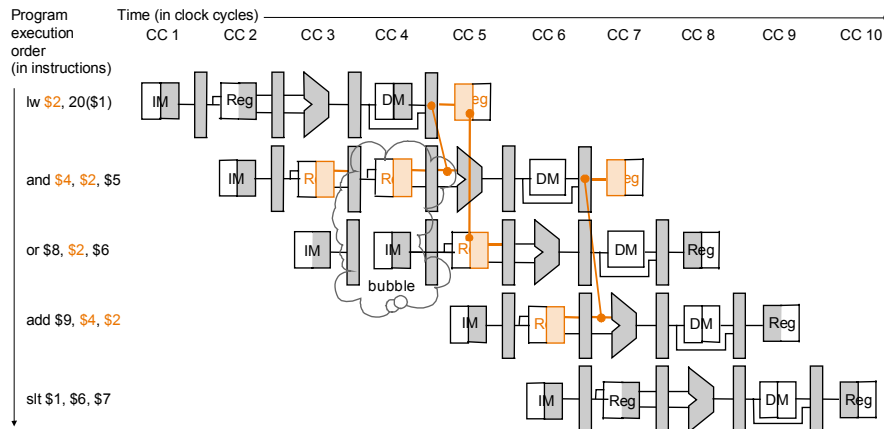 Program
execution
order
(in instructions)
Time (in clock cycles)
CC 1 CC 2 CC 3 CC 4 CC 5 CC 6 CC 7 CC 8 CC 9 CC 10
lw $2, 20($1) IM Reg DM Reg
and $4, $2, $5 IM R R DM Reg
or $8, $2, $6 IM IM R DM Reg
bubble
add $9, $4, $2 IM R DM Reg
slt $1, $6, $7 IM Reg DM Reg